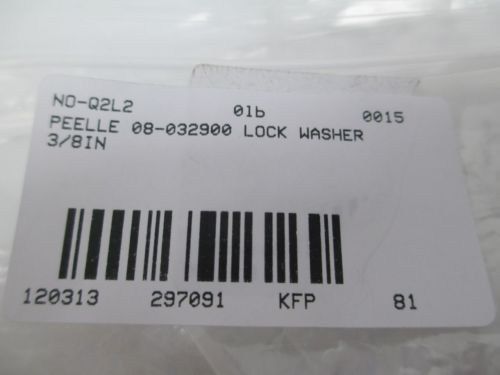 NO-Q2L2 01b 0015
PEELLE 08-032900 LOCK WASHER
3/8IN
120313 297091 KFP 81